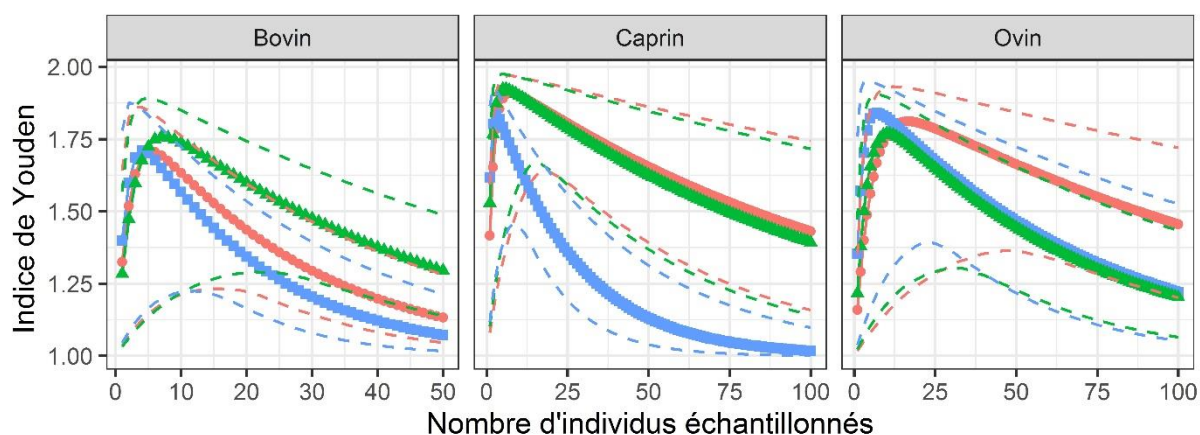 Bovin Caprin Ovin
Indice de Youden
2.00
1.75
1.50
1.25
1.00
0 10 20 30 40 50 0 25 50 75 100 0 25 50 75 100
Nombre d'individus échantillonnés